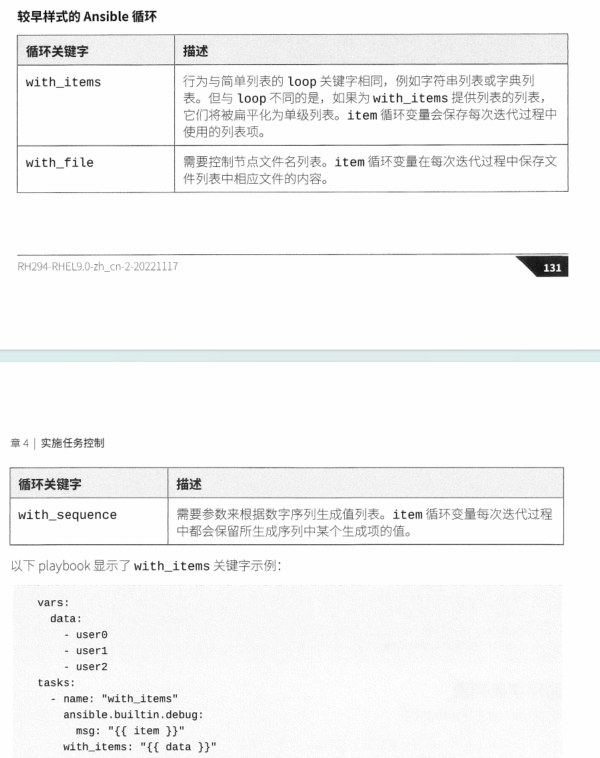 较早样式的 Ansible 循环
循环关键字 描述
with_items 行为与简单列表的 loop 关键字相同，例如字符串列表或字典列
表。但与 loop 不同的是，如果为 with_items 提供列表的列表，
它们将被扁平化为单级列表。item 循环变量会保存每次迭代过程中
使用的列表项。
with_file 需要控制节点文件名列表。item 循环变量在每次迭代过程中保存文
件列表中相应文件的内容。
RH294-RHEL9.0-zh_cn-2-20221117 131
章 4 | 实施任务控制
循环关键字 描述
with_sequence 需要参数来根据数字序列生成值列表。item 循环变量每次迭代过程
中都会保留所生成序列中某个生成项的值。
以下 playbook 显示了 with_items 关键字示例：
vars:
  data:
    - user0
    - user1
    - user2
tasks:
  - name: "with_items"
    ansible.builtin.debug:
      msg: "{{ item }}"
    with_items: "{{ data }}"